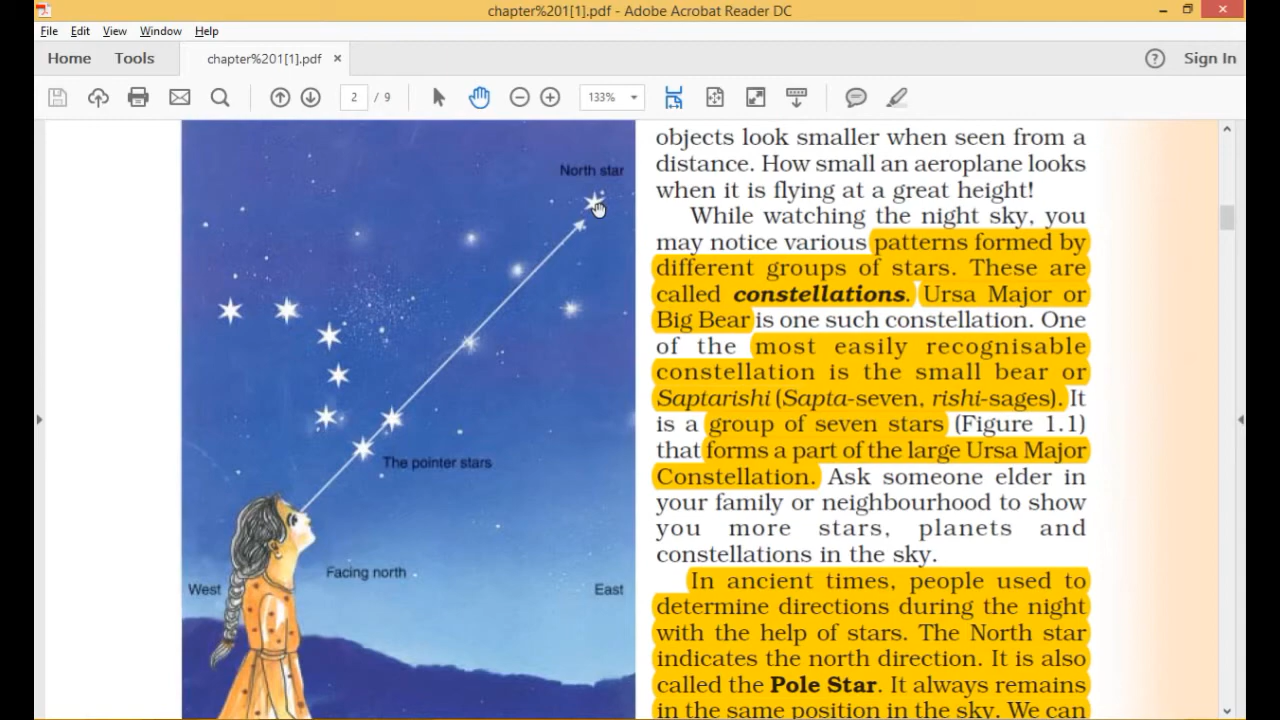 chapter%201[1].pdf - Adobe Acrobat Reader DC
File Edit View Window Help
Home Tools chapter%201[1].pdf × ? Sign In
2 / 9 133%
North star
The pointer stars
Facing north
West
East
objects look smaller when seen from a
distance. How small an aeroplane looks
when it is flying at a great height!
While watching the night sky, you
may notice various patterns formed by
different groups of stars. These are
called constellations. Ursa Major or
Big Bear is one such constellation. One
of the most easily recognisable
constellation is the small bear or
Saptarishi (Sapta-seven, rishi-sages). It
is a group of seven stars (Figure 1.1)
that forms a part of the large Ursa Major
Constellation. Ask someone elder in
your family or neighbourhood to show
you more stars, planets and
constellations in the sky.
In ancient times, people used to
determine directions during the night
with the help of stars. The North star
indicates the north direction. It is also
called the Pole Star. It always remains
in the same position in the sky. We can